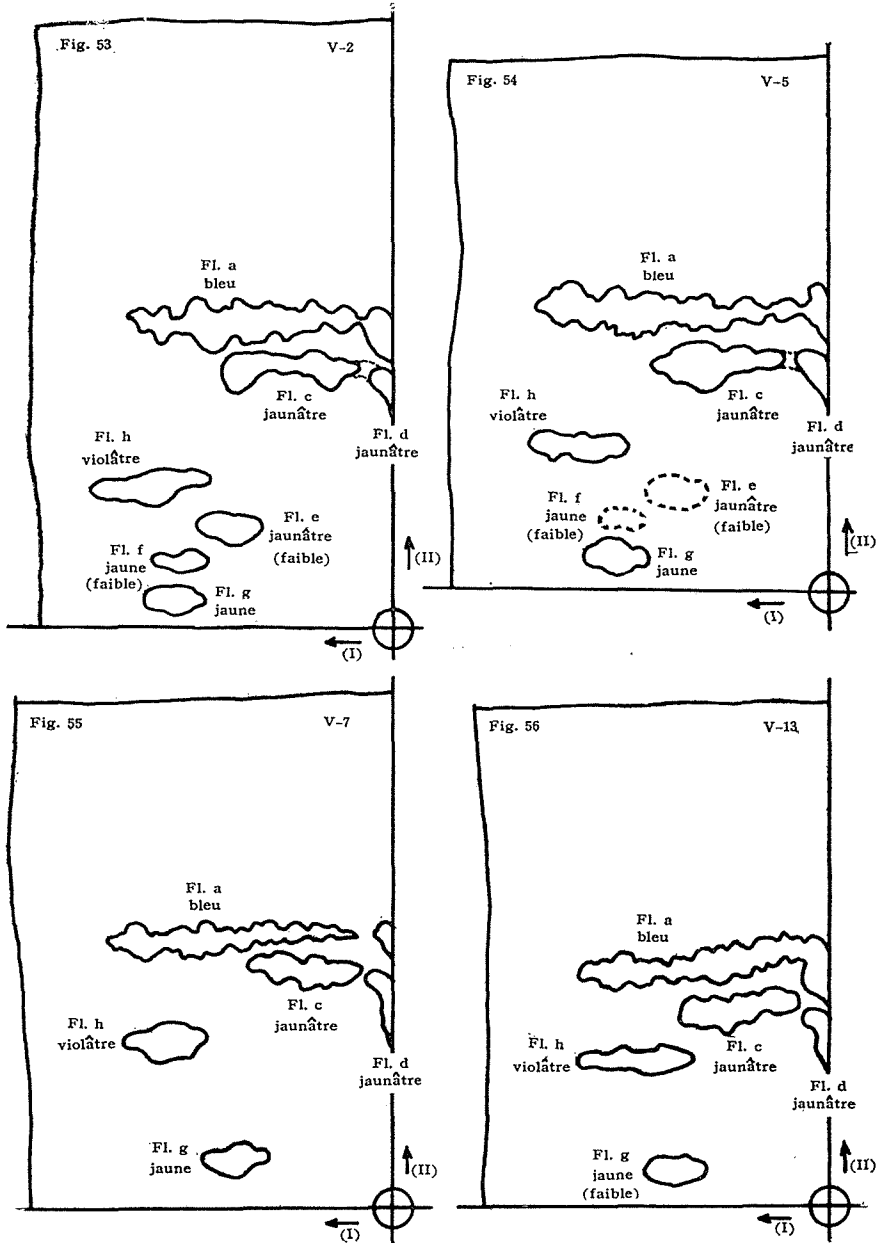 Fig. 53
V-2
Fl. a
bleu
Fl. c
jaunâtre
Fl. d
jaunâtre
Fl. h
violâtre
Fl. e
jaunâtre
(faible)
Fl. f
jaune
(faible)
Fl. g
jaune
(II)
(I)
Fig. 54
V-5
Fl. a
bleu
Fl. c
jaunâtre
Fl. h
violâtre
Fl. d
jaunâtre
Fl. e
jaunâtre
(faible)
Fl. f
jaune
(faible)
Fl. g
jaune
(II)
(I)
Fig. 55
V-7
Fl. a
bleu
Fl. c
jaunâtre
Fl. h
violâtre
Fl. d
jaunâtre
Fl. g
jaune
(II)
(I)
Fig. 56
V-13
Fl. a
bleu
Fl. c
jaunâtre
Fl. h
violâtre
Fl. d
jaunâtre
Fl. g
jaune
(faible)
(II)
(I)